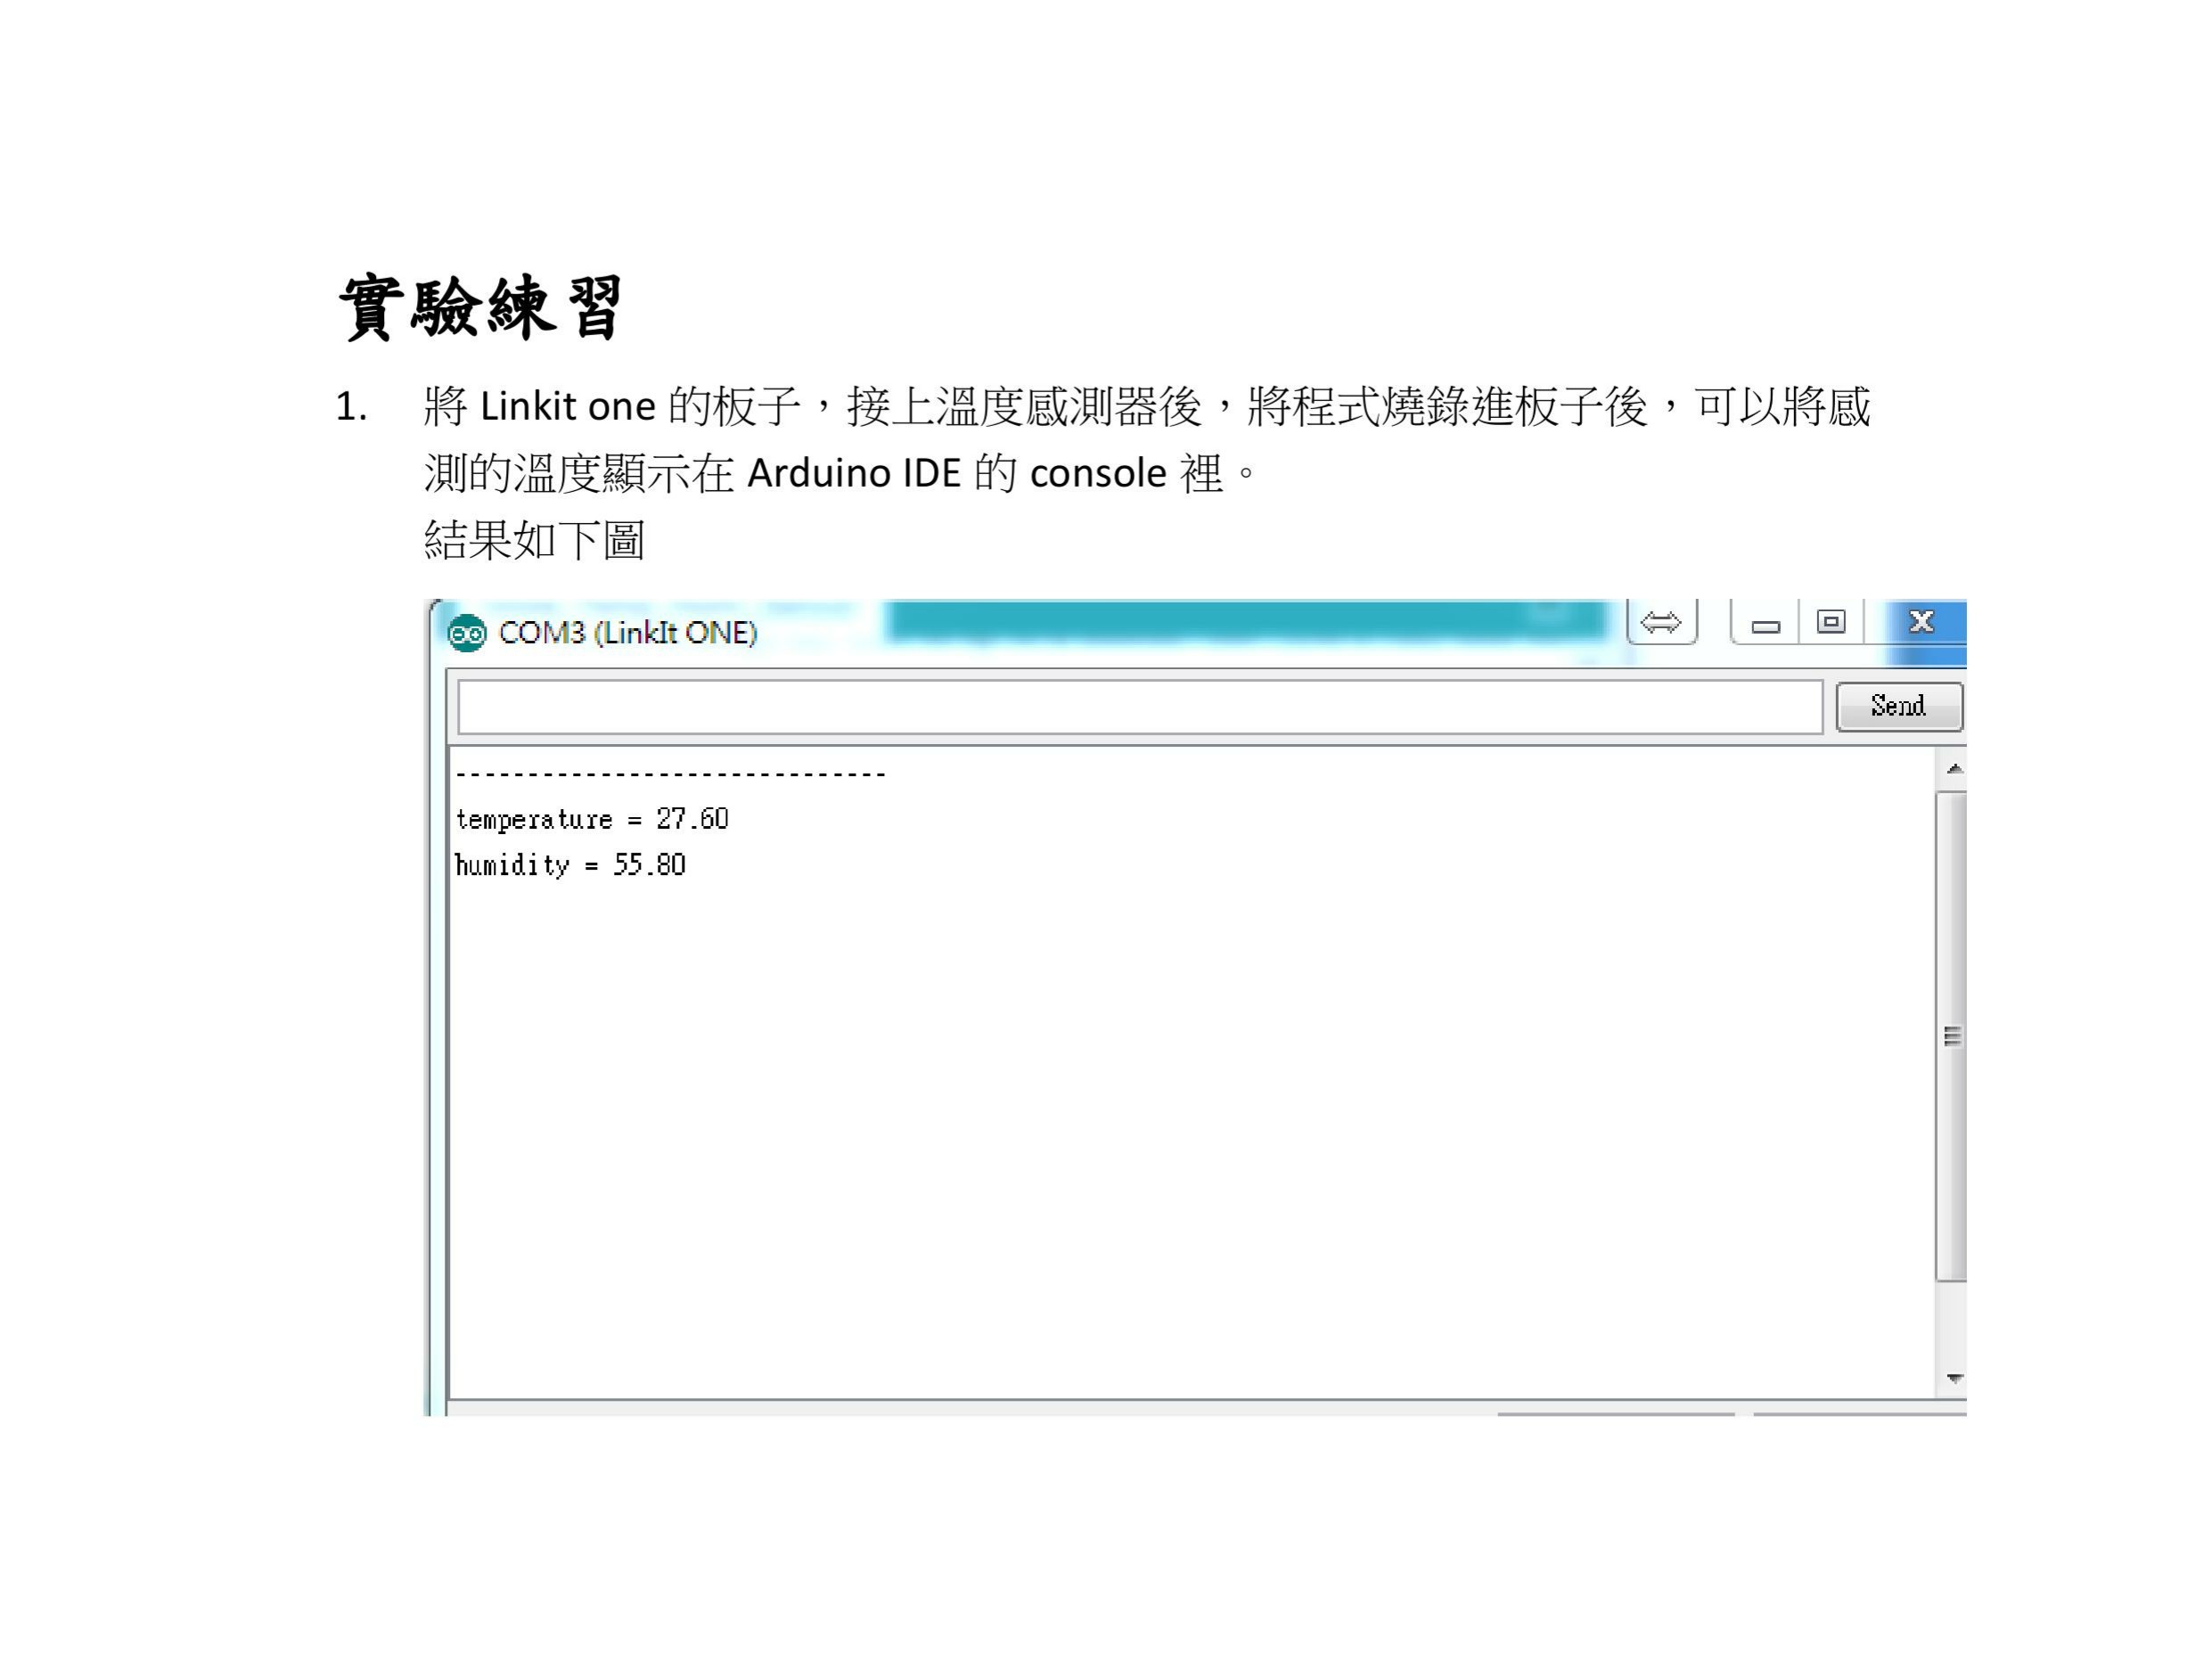 實驗練習
1. 將 Linkit one 的板子，接上溫度感測器後，將程式燒錄進板子後，可以將感
測的溫度顯示在 Arduino IDE 的 console 裡。
結果如下圖
COM3 (LinkIt ONE)
Send
------------------------------
temperature = 27.60
humidity = 55.80